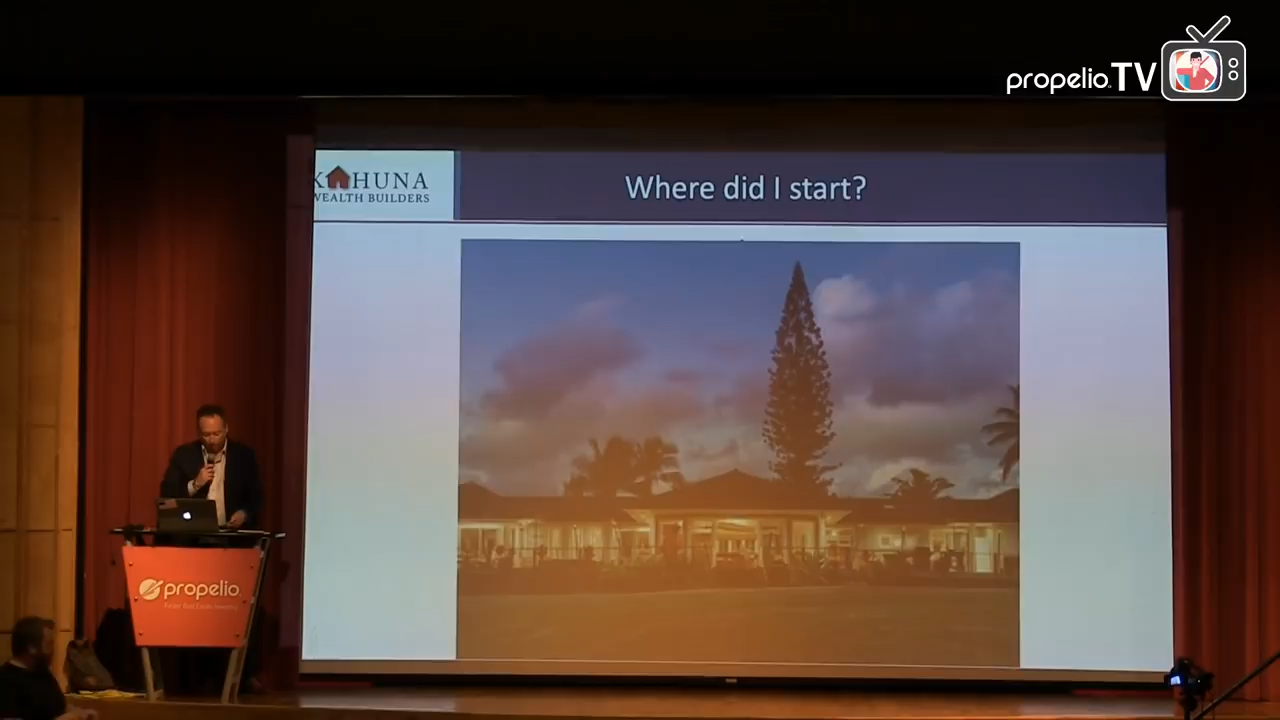 propelio TV
KAHUNA
WEALTH BUILDERS
Where did I start?
propelio